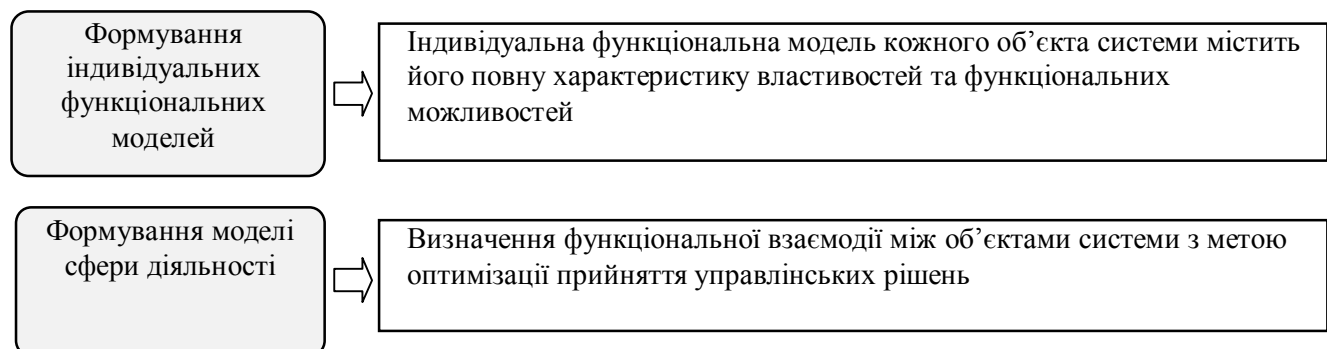 Формування
індивідуальних
функціональних
моделей
Індивідуальна функціональна модель кожного об’єкта системи містить
його повну характеристику властивостей та функціональних
можливостей
Формування моделі
сфери діяльності
Визначення функціональної взаємодії між об’єктами системи з метою
оптимізації прийняття управлінських рішень